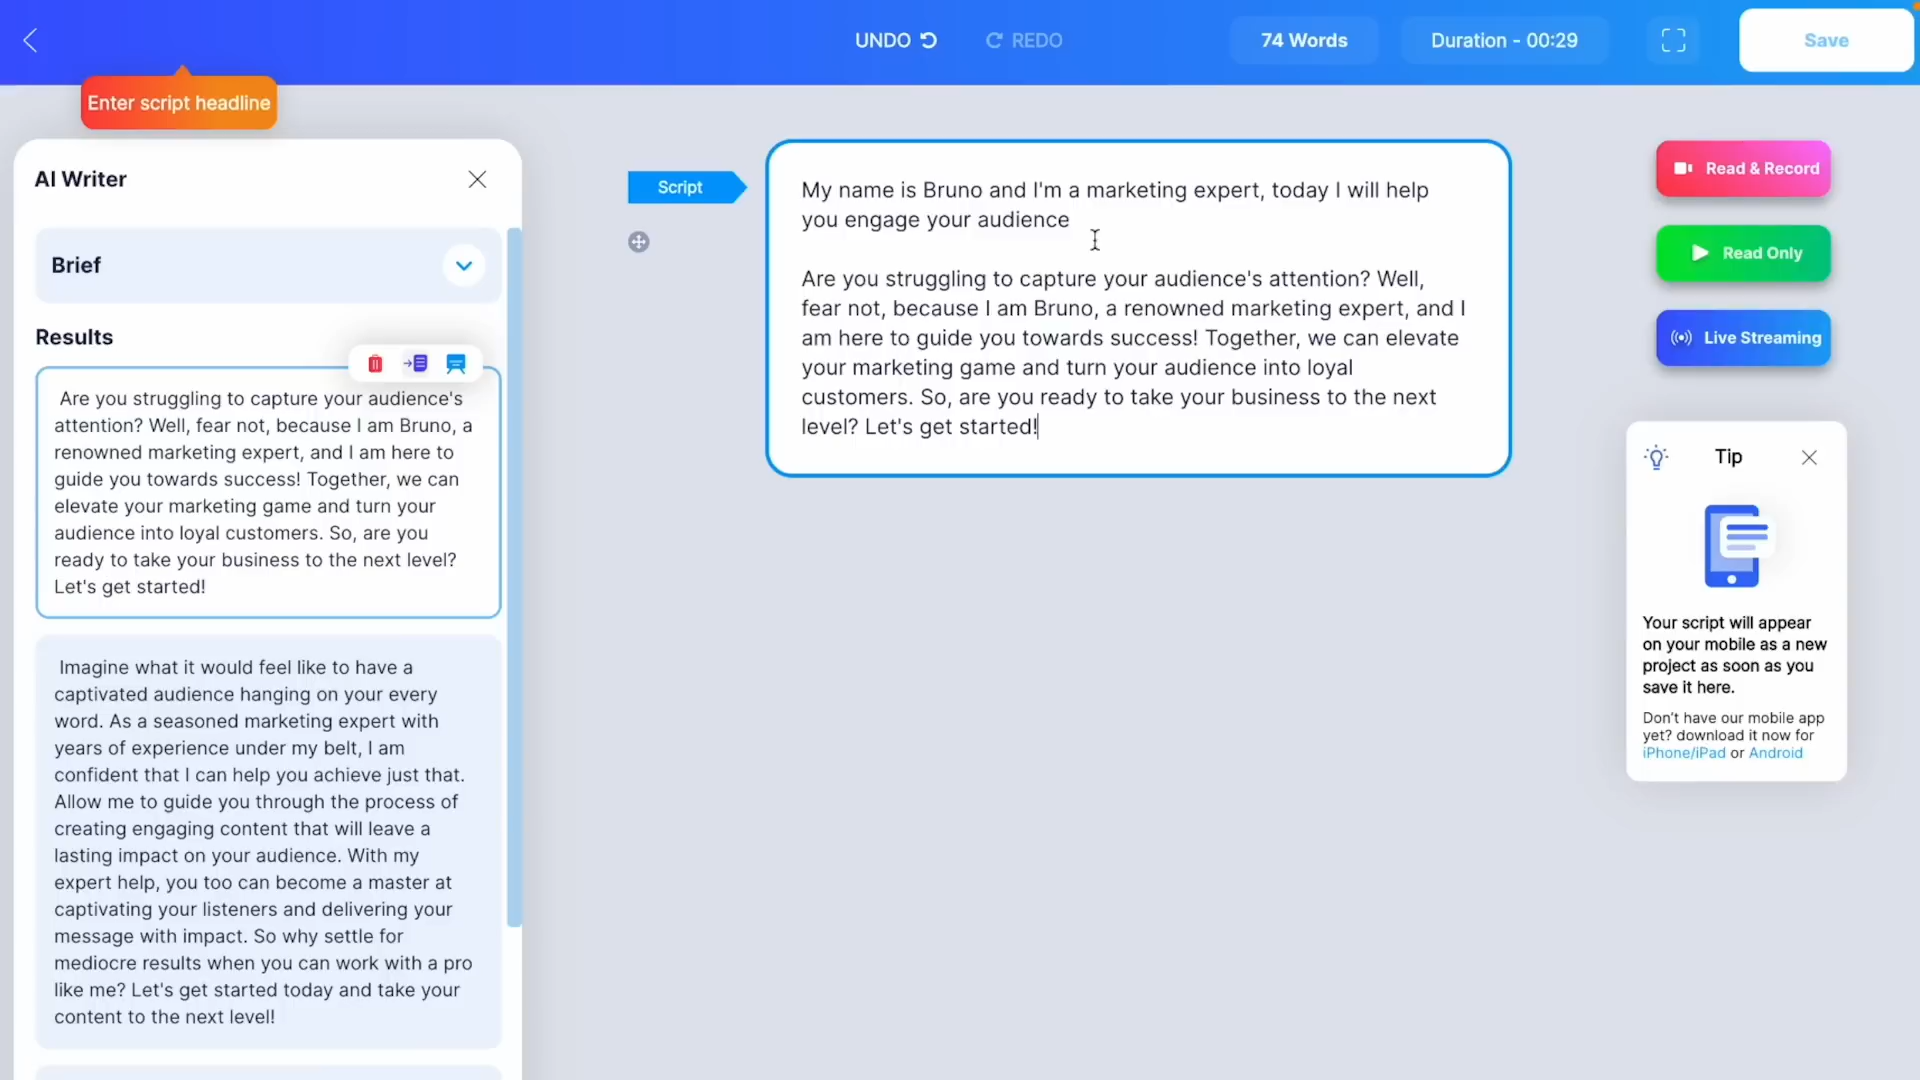 UNDO
REDO
74 Words
Duration - 00:29
Save
Enter script headline
AI Writer
Brief
Results
Are you struggling to capture your audience's
attention? Well, fear not, because I am Bruno, a
renowned marketing expert, and I am here to
guide you towards success! Together, we can
elevate your marketing game and turn your
audience into loyal customers. So, are you
ready to take your business to the next level?
Let's get started!
Imagine what it would feel like to have a
captivated audience hanging on your every
word. As a seasoned marketing expert with
years of experience under my belt, I am
confident that I can help you achieve just that.
Allow me to guide you through the process of
creating engaging content that will leave a
lasting impact on your audience. With my
expert help, you too can become a master at
captivating your listeners and delivering your
message with impact. So why settle for
mediocre results when you can work with a pro
like me? Let's get started today and take your
content to the next level!
Script
My name is Bruno and I'm a marketing expert, today I will help
you engage your audience
Are you struggling to capture your audience's attention? Well,
fear not, because I am Bruno, a renowned marketing expert, and I
am here to guide you towards success! Together, we can elevate
your marketing game and turn your audience into loyal
customers. So, are you ready to take your business to the next
level? Let's get started!
Read & Record
Read Only
Live Streaming
Tip
Your script will appear
on your mobile as a new
project as soon as you
save it here.
Don't have our mobile app
yet? download it now for
iPhone/iPad or Android